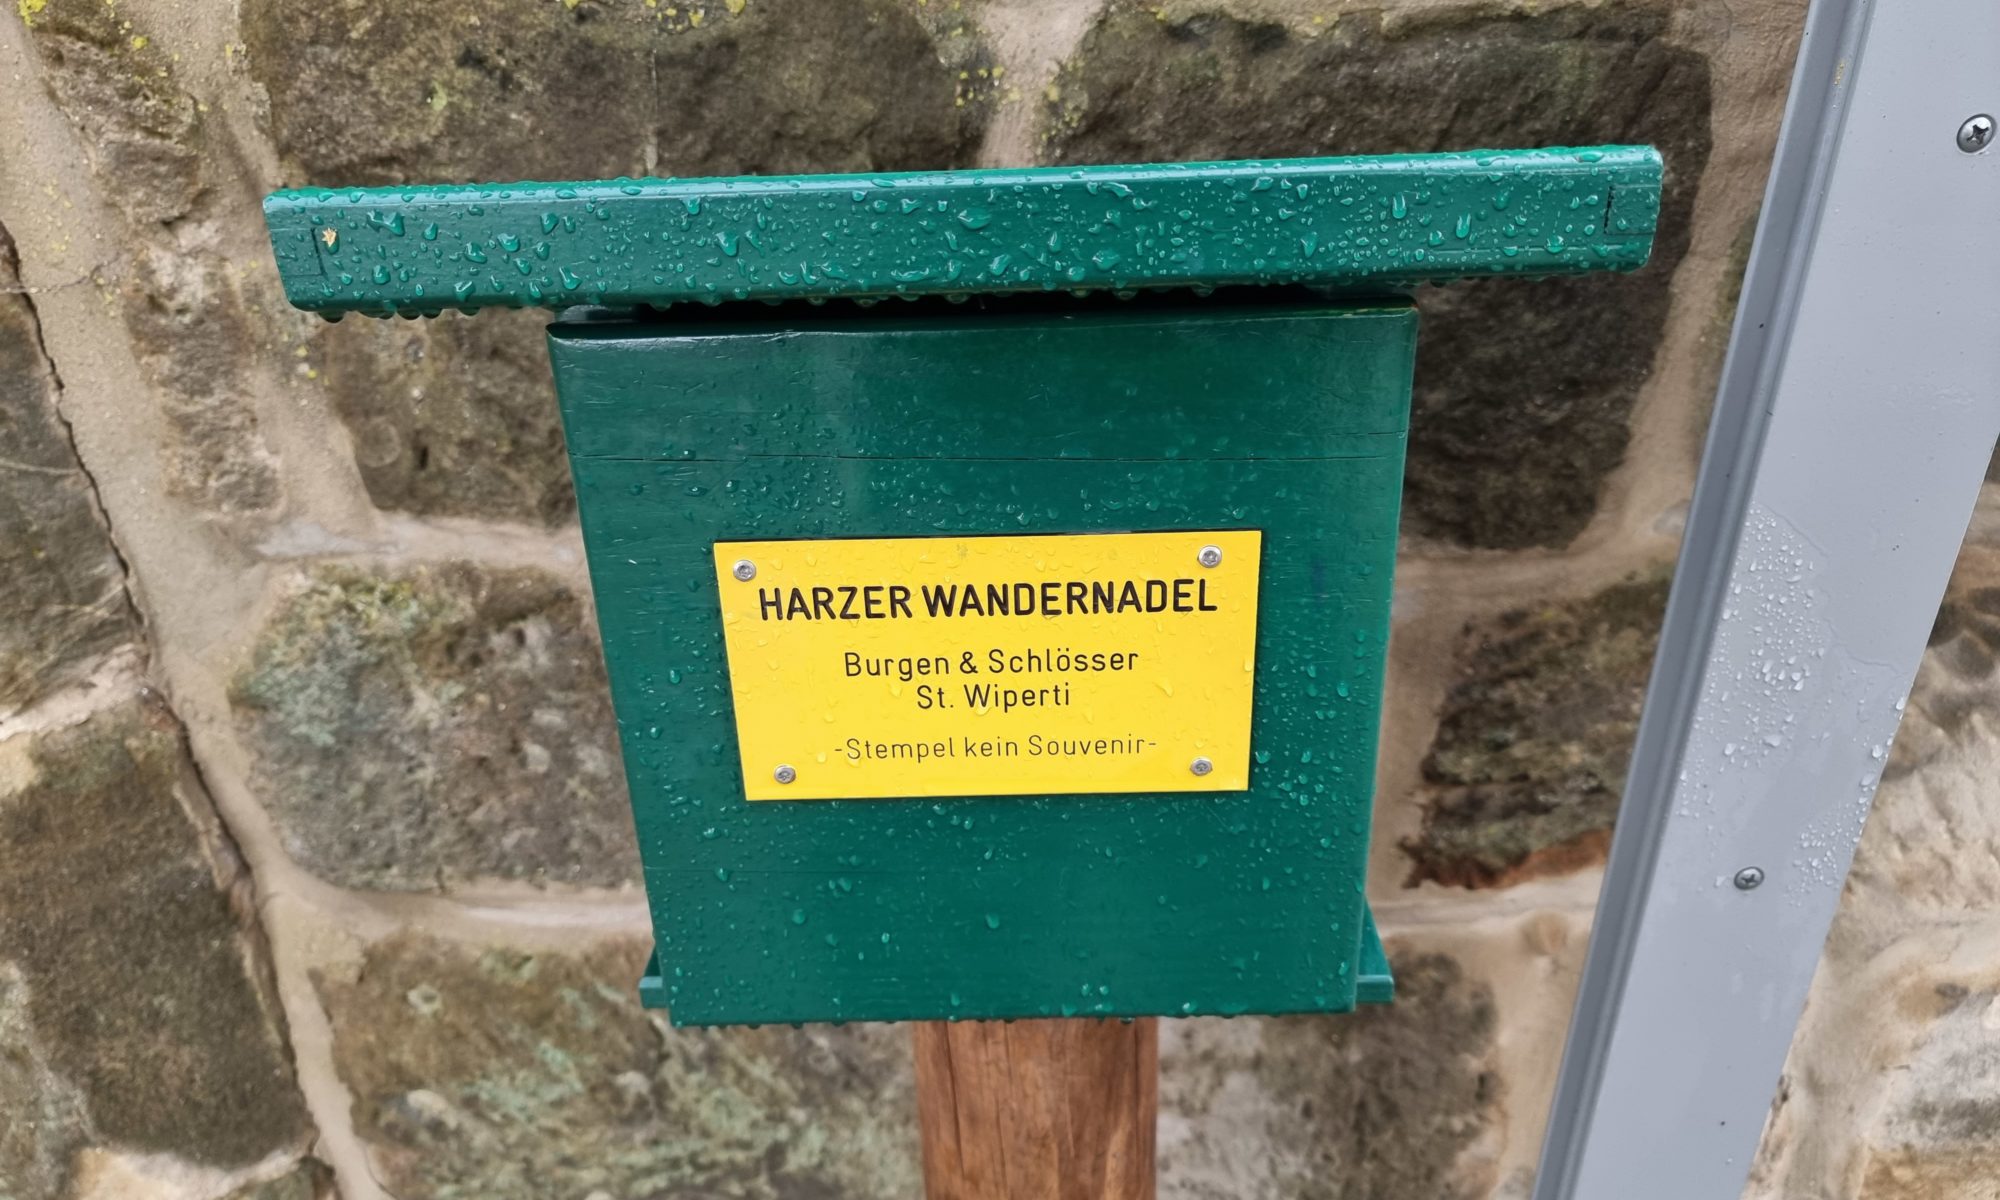 HARZER WANDERNADEL
Burgen & Schlösser
St. Wiperti
-Stempel kein Souvenir-